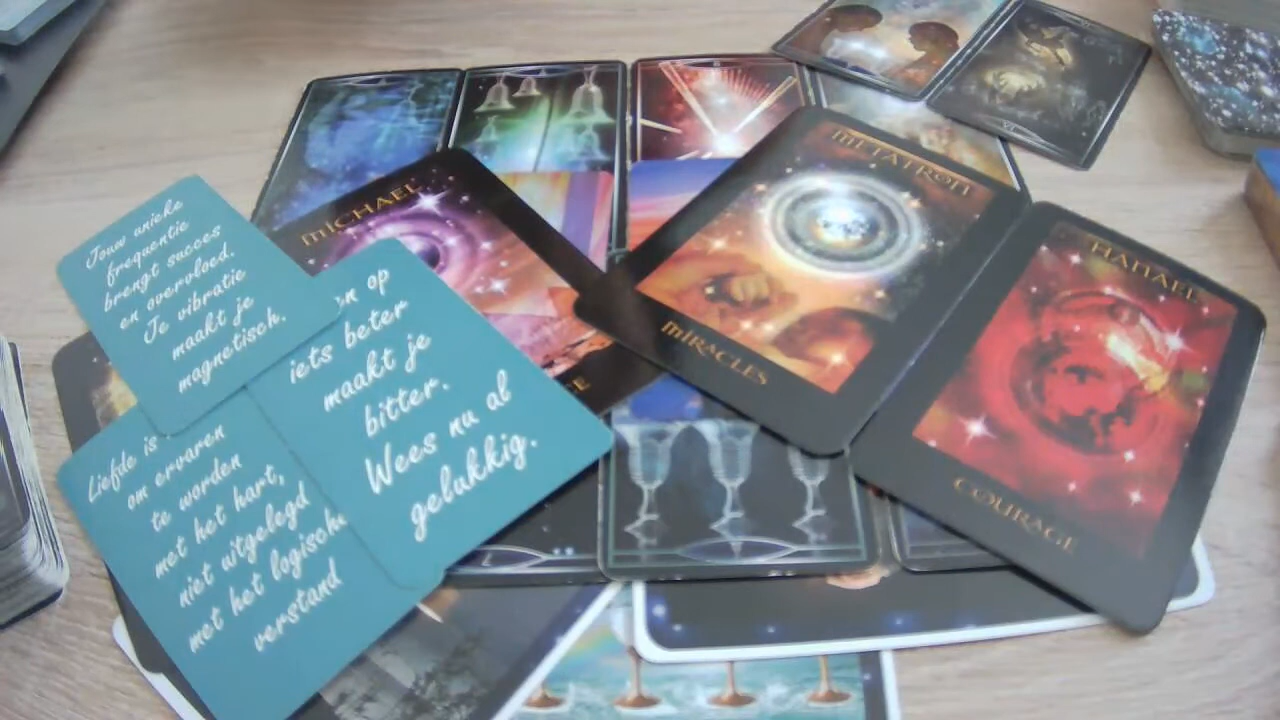 Jouw unieke
frequentie
brengt succes
en overvloed.
Je vibratie
maakt je
magnetisch.
op
iets beter
maakt je
bitter.
Wees nu al
gelukkig.
Liefde is
om ervaren
te worden
met het hart,
niet uitgelegd
met het logische
verstand
MICHAEL
METATRON
MIRACLES
HANAEL
COURAGE